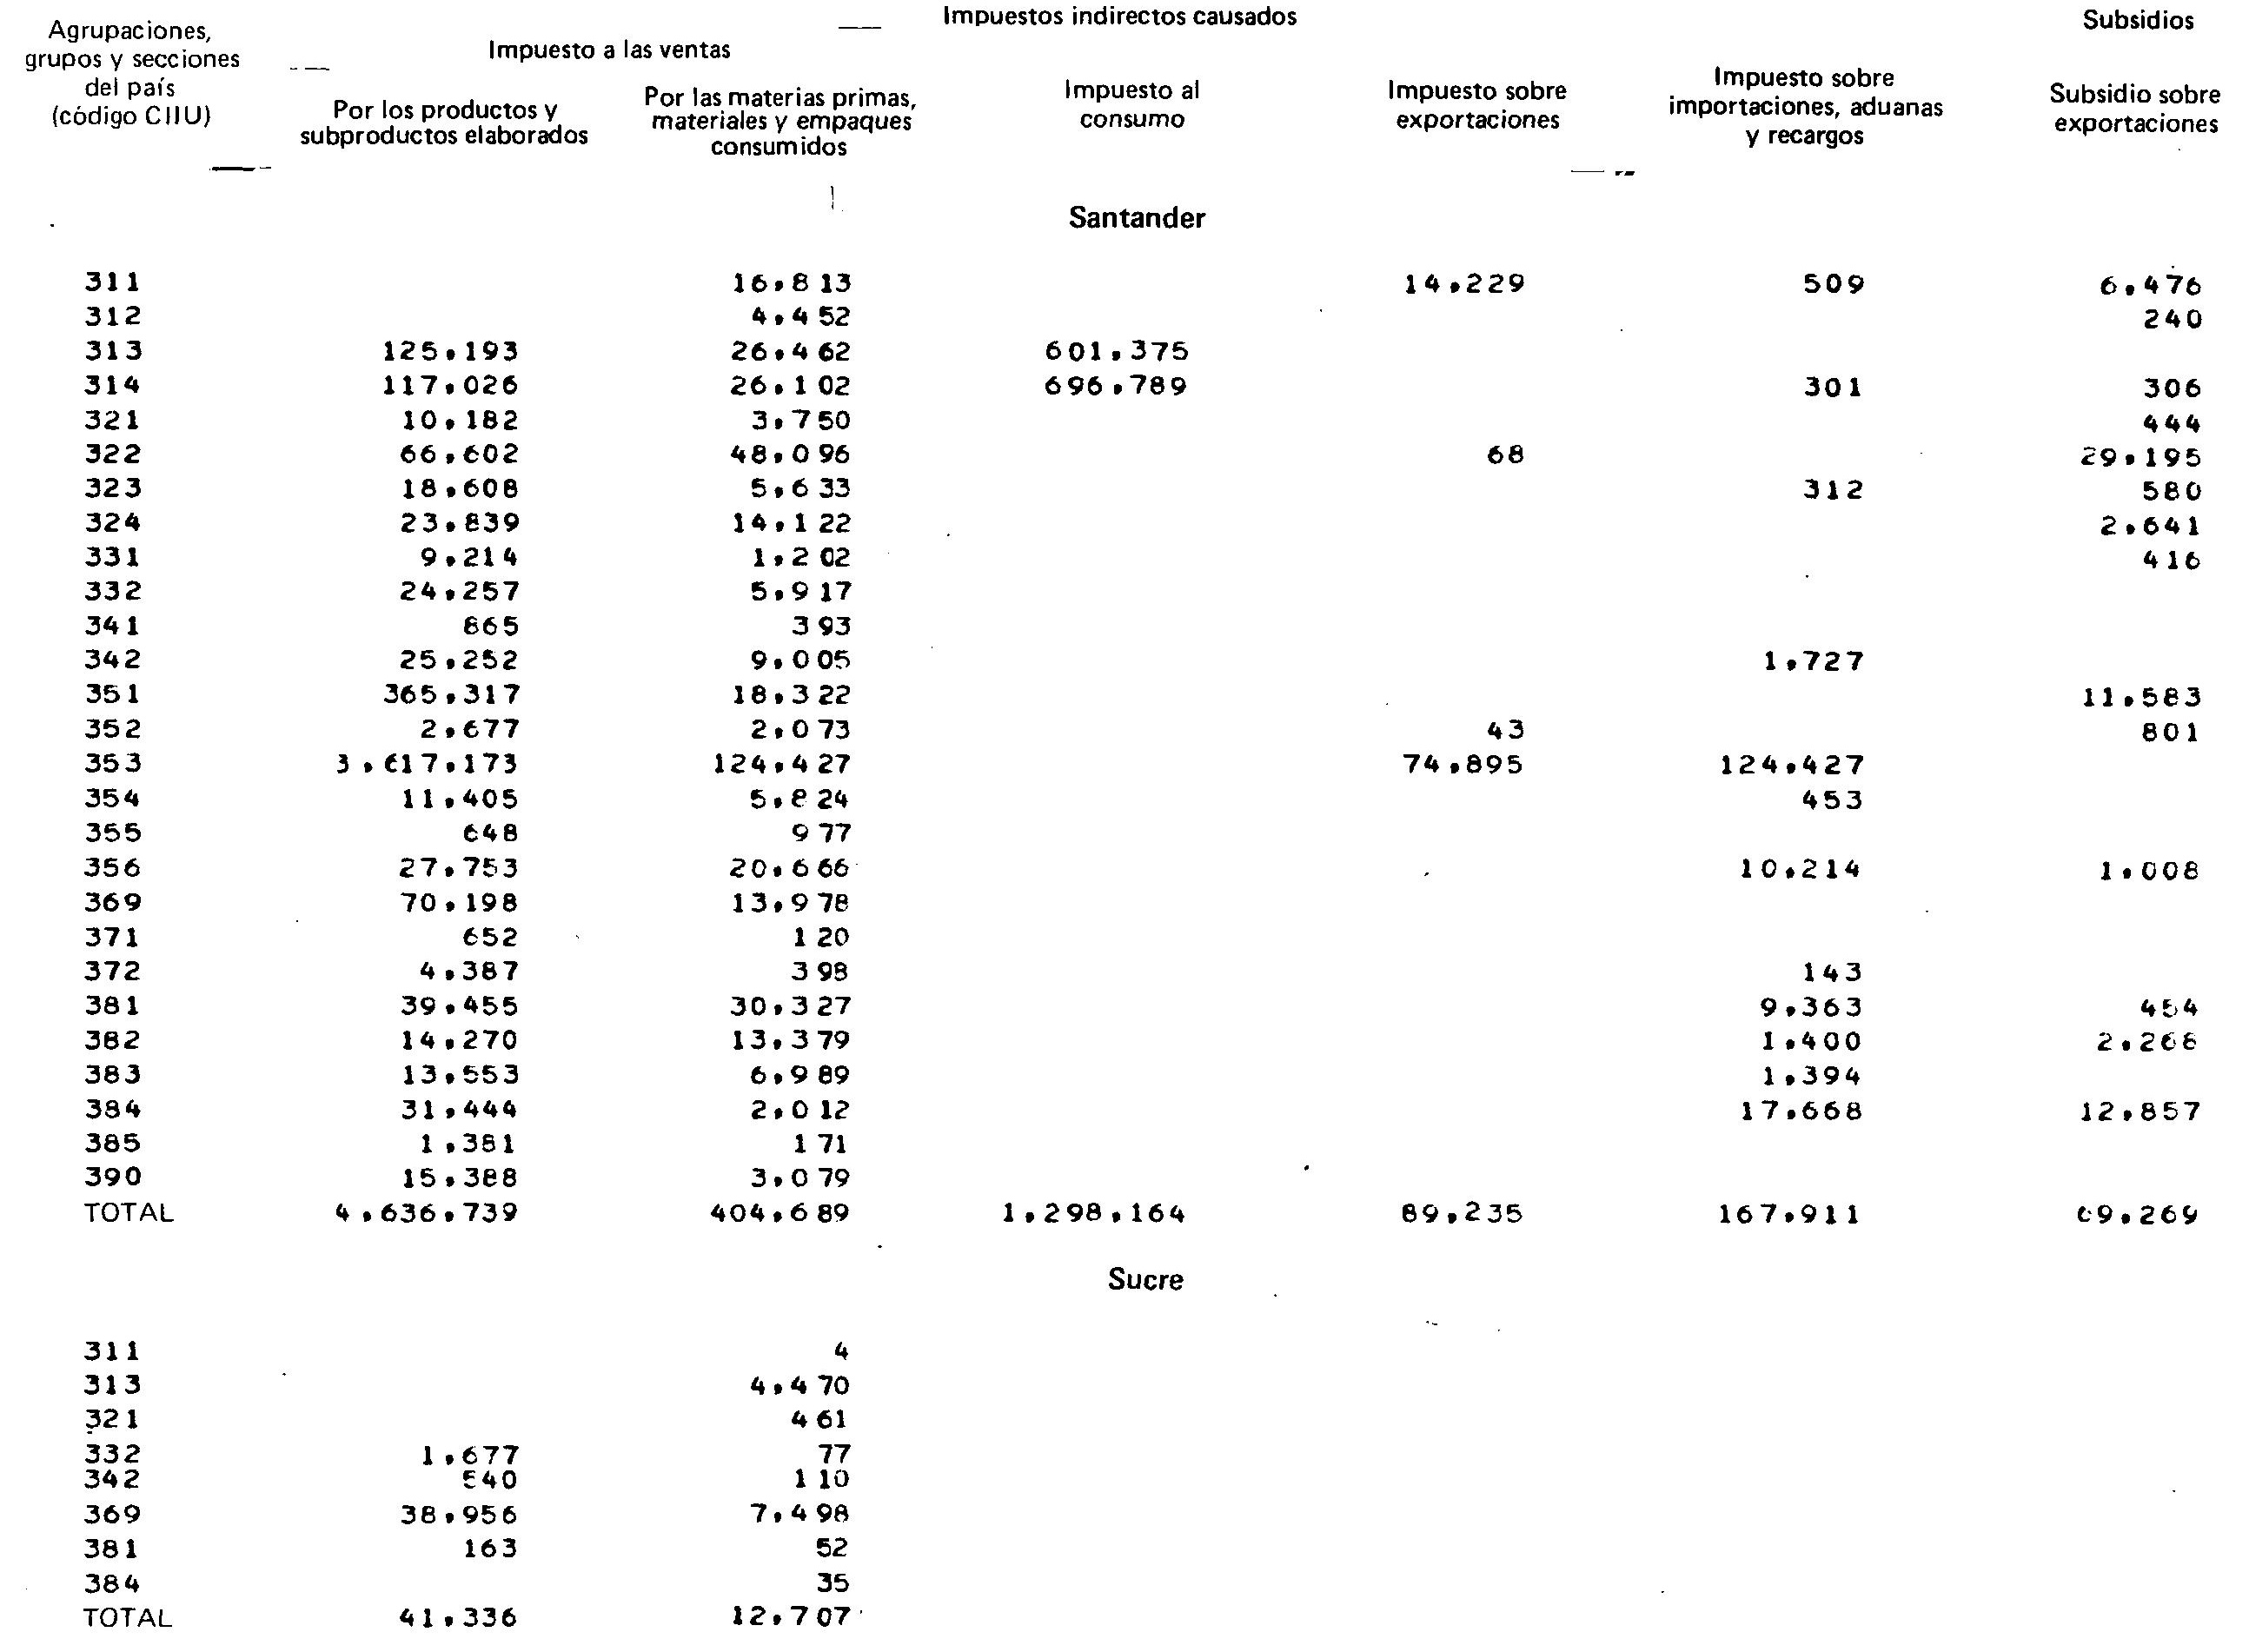 Impuestos indirectos causados Subsidios
Agrupaciones,
grupos y secciones
del país
(código CIIU)
Impuesto a las ventas
Por los productos y
subproductos elaborados
Por las materias primas,
materiales y empaques
consumidos
Impuesto al
consumo
Impuesto sobre
exportaciones
Impuesto sobre
importaciones, aduanas
y recargos
Subsidio sobre
exportaciones
Santander
311 16,813 14,229 509 6,476
312 4,452 240
313 125,193 26,462 601,375
314 117,026 26,102 696,789 301 306
321 10,182 3,750 444
322 66,602 48,096 68 29,195
323 18,608 5,633 312 580
324 23,839 14,122 2,641
331 9,214 1,202 416
332 24,257 5,917
341 865 393
342 25,252 9,005 1,727
351 365,317 18,322 11,583
352 2,677 2,073 43 801
353 3,617,173 124,427 74,895 124,427
354 11,405 5,824 453
355 648 977
356 27,753 20,666 10,214 1,008
369 70,198 13,978
371 652 120
372 4,387 398 143
381 39,455 30,327 9,363 454
382 14,270 13,379 1,400 2,268
383 13,553 6,989 1,394
384 31,444 2,012 17,668 12,857
385 1,381 171
390 15,388 3,079
TOTAL 4,636,739 404,689 1,298,164 89,235 167,911 69,269
Sucre
311 4
313 4,470
321 461
332 1,677 77
342 540 110
369 38,956 7,498
381 163 52
384 35
TOTAL 41,336 12,707